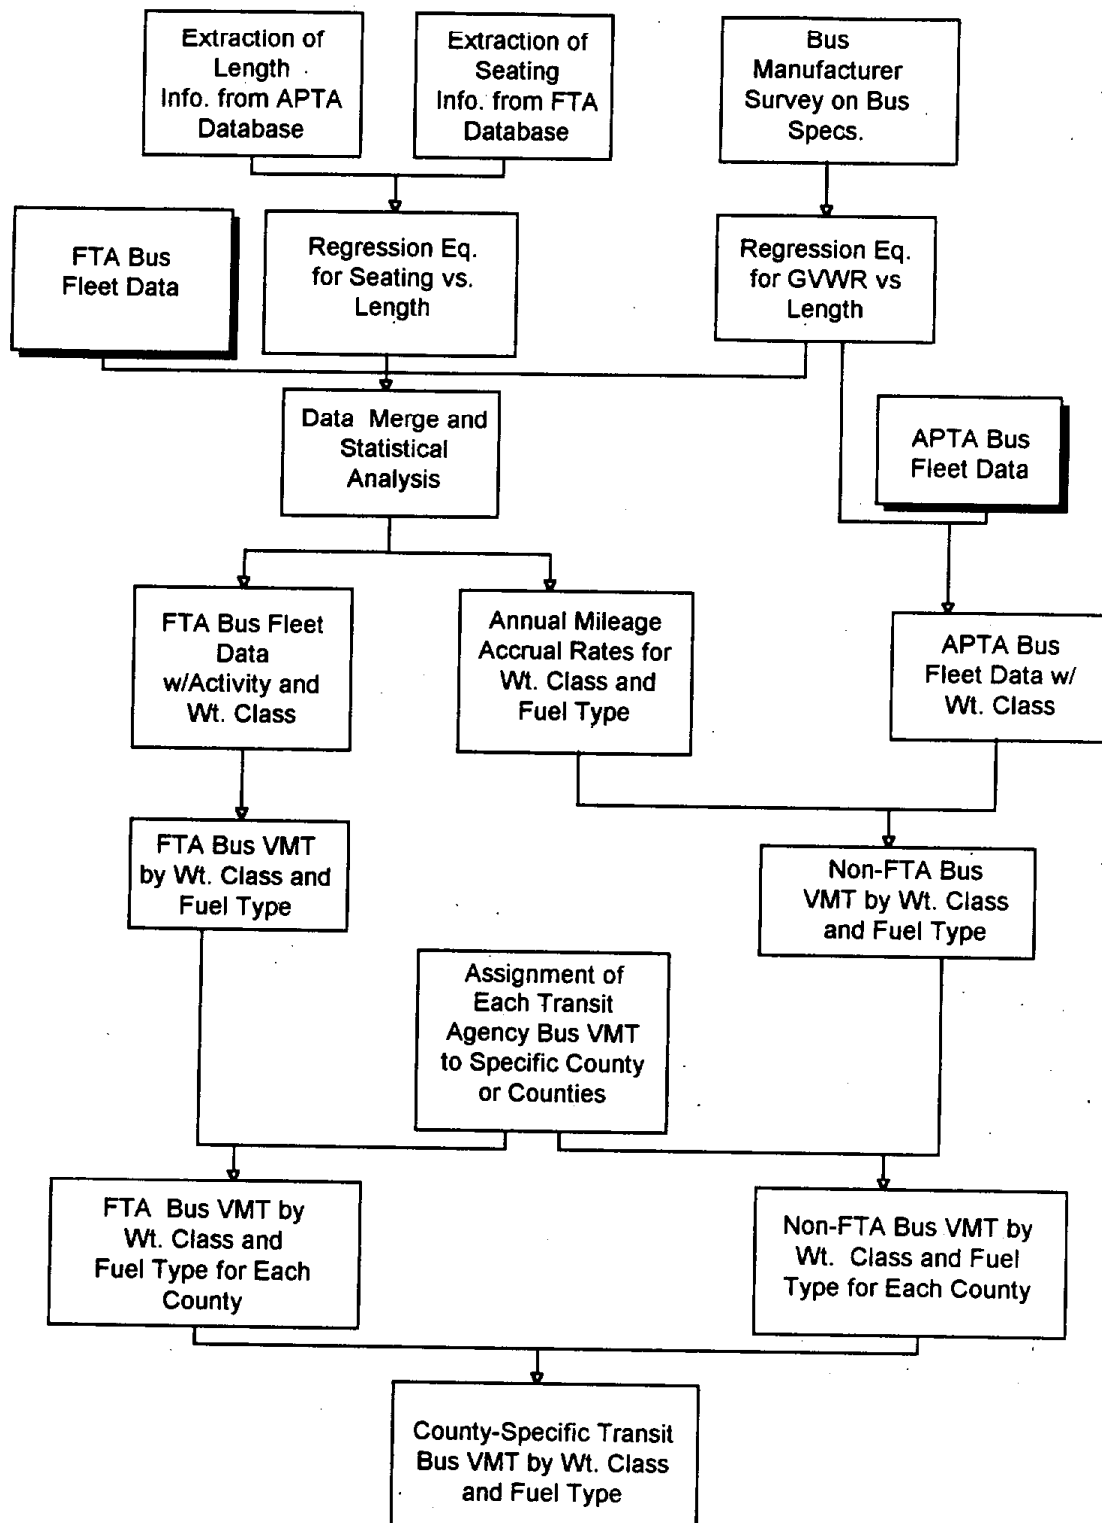 Extraction of
Length
Info. from APTA
Database
Extraction of
Seating
Info. from FTA
Database
Bus
Manufacturer
Survey on Bus
Specs.
FTA Bus
Fleet Data
Regression Eq.
for Seating vs.
Length
Regression Eq.
for GVWR vs
Length
Data Merge and
Statistical
Analysis
APTA Bus
Fleet Data
FTA Bus Fleet
Data
w/Activity and
Wt. Class
Annual Mileage
Accrual Rates for
Wt. Class and
Fuel Type
APTA Bus
Fleet Data w/
Wt. Class
FTA Bus VMT
by Wt. Class and
Fuel Type
Non-FTA Bus
VMT by Wt. Class
and Fuel Type
Assignment of
Each Transit
Agency Bus VMT
to Specific County
or Counties
FTA Bus VMT by
Wt. Class and
Fuel Type for Each
County
Non-FTA Bus VMT by
Wt. Class and Fuel
Type for Each County
County-Specific Transit
Bus VMT by Wt. Class
and Fuel Type